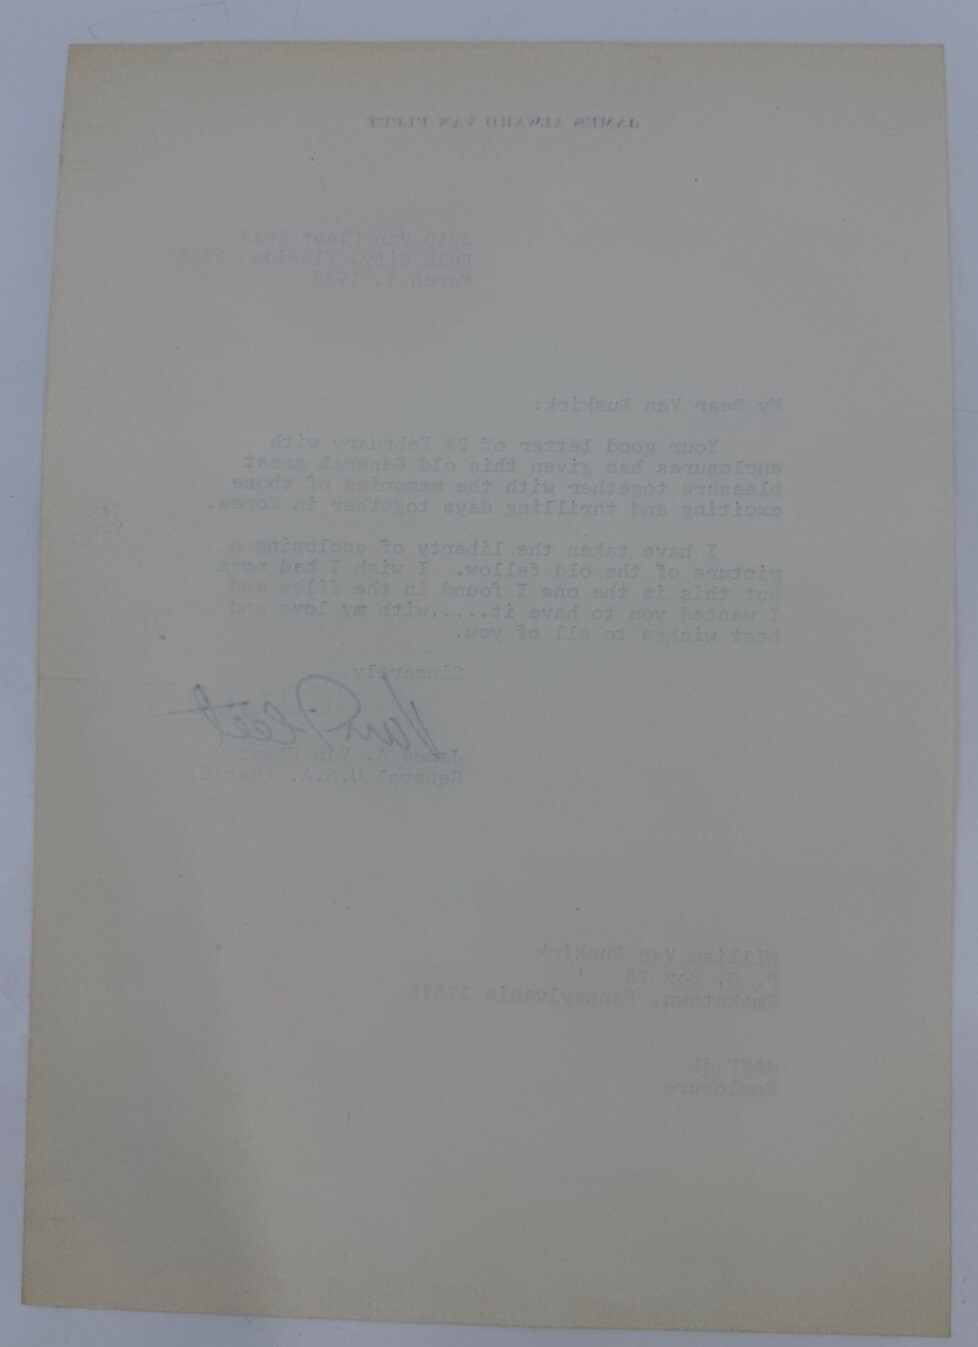 JAMES ALWARD VAN FLEET
Van Fleet Road
Polk City, Florida
March
My Dear Van Buskirk:
Your good letter of 28 February with
enclosures has given this old General great
pleasure together with the memories of those
exciting and thrilling days together in Korea.
I have taken the liberty of enclosing a
picture of the old fellow. I wish I had more
but this is the one I found in the files and
I wanted you to have it.....with my love and
best wishes to all of you.
Sincerely
Van Fleet
James A. Van Fleet
General U.S.A. (Ret'd)
William Van Buskirk
P. O. Box
Smoketown, Pennsylvania 17576
Enclosure